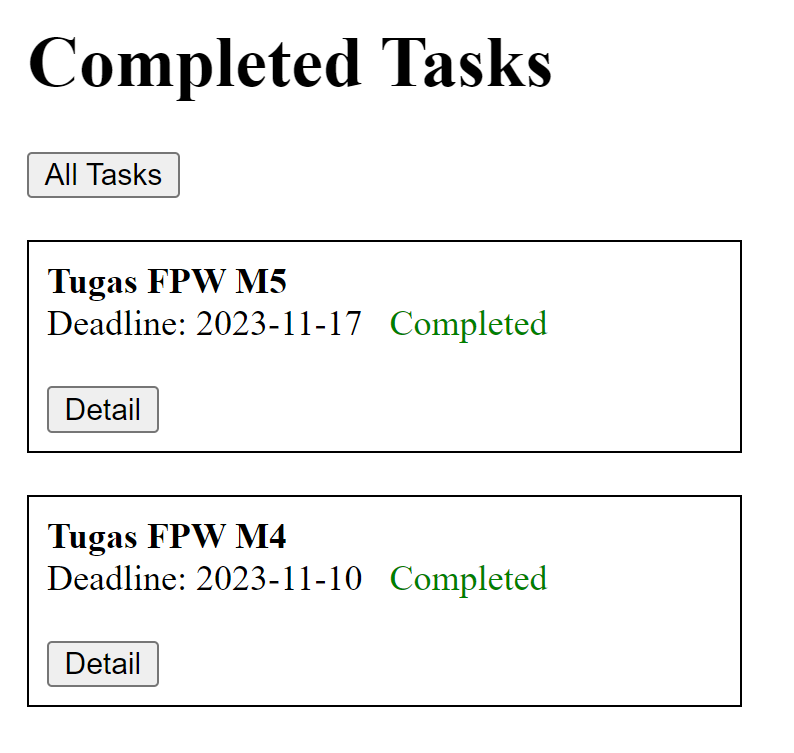 Completed Tasks
All Tasks
Tugas FPW M5
Deadline: 2023-11-17 Completed
Detail
Tugas FPW M4
Deadline: 2023-11-10 Completed
Detail